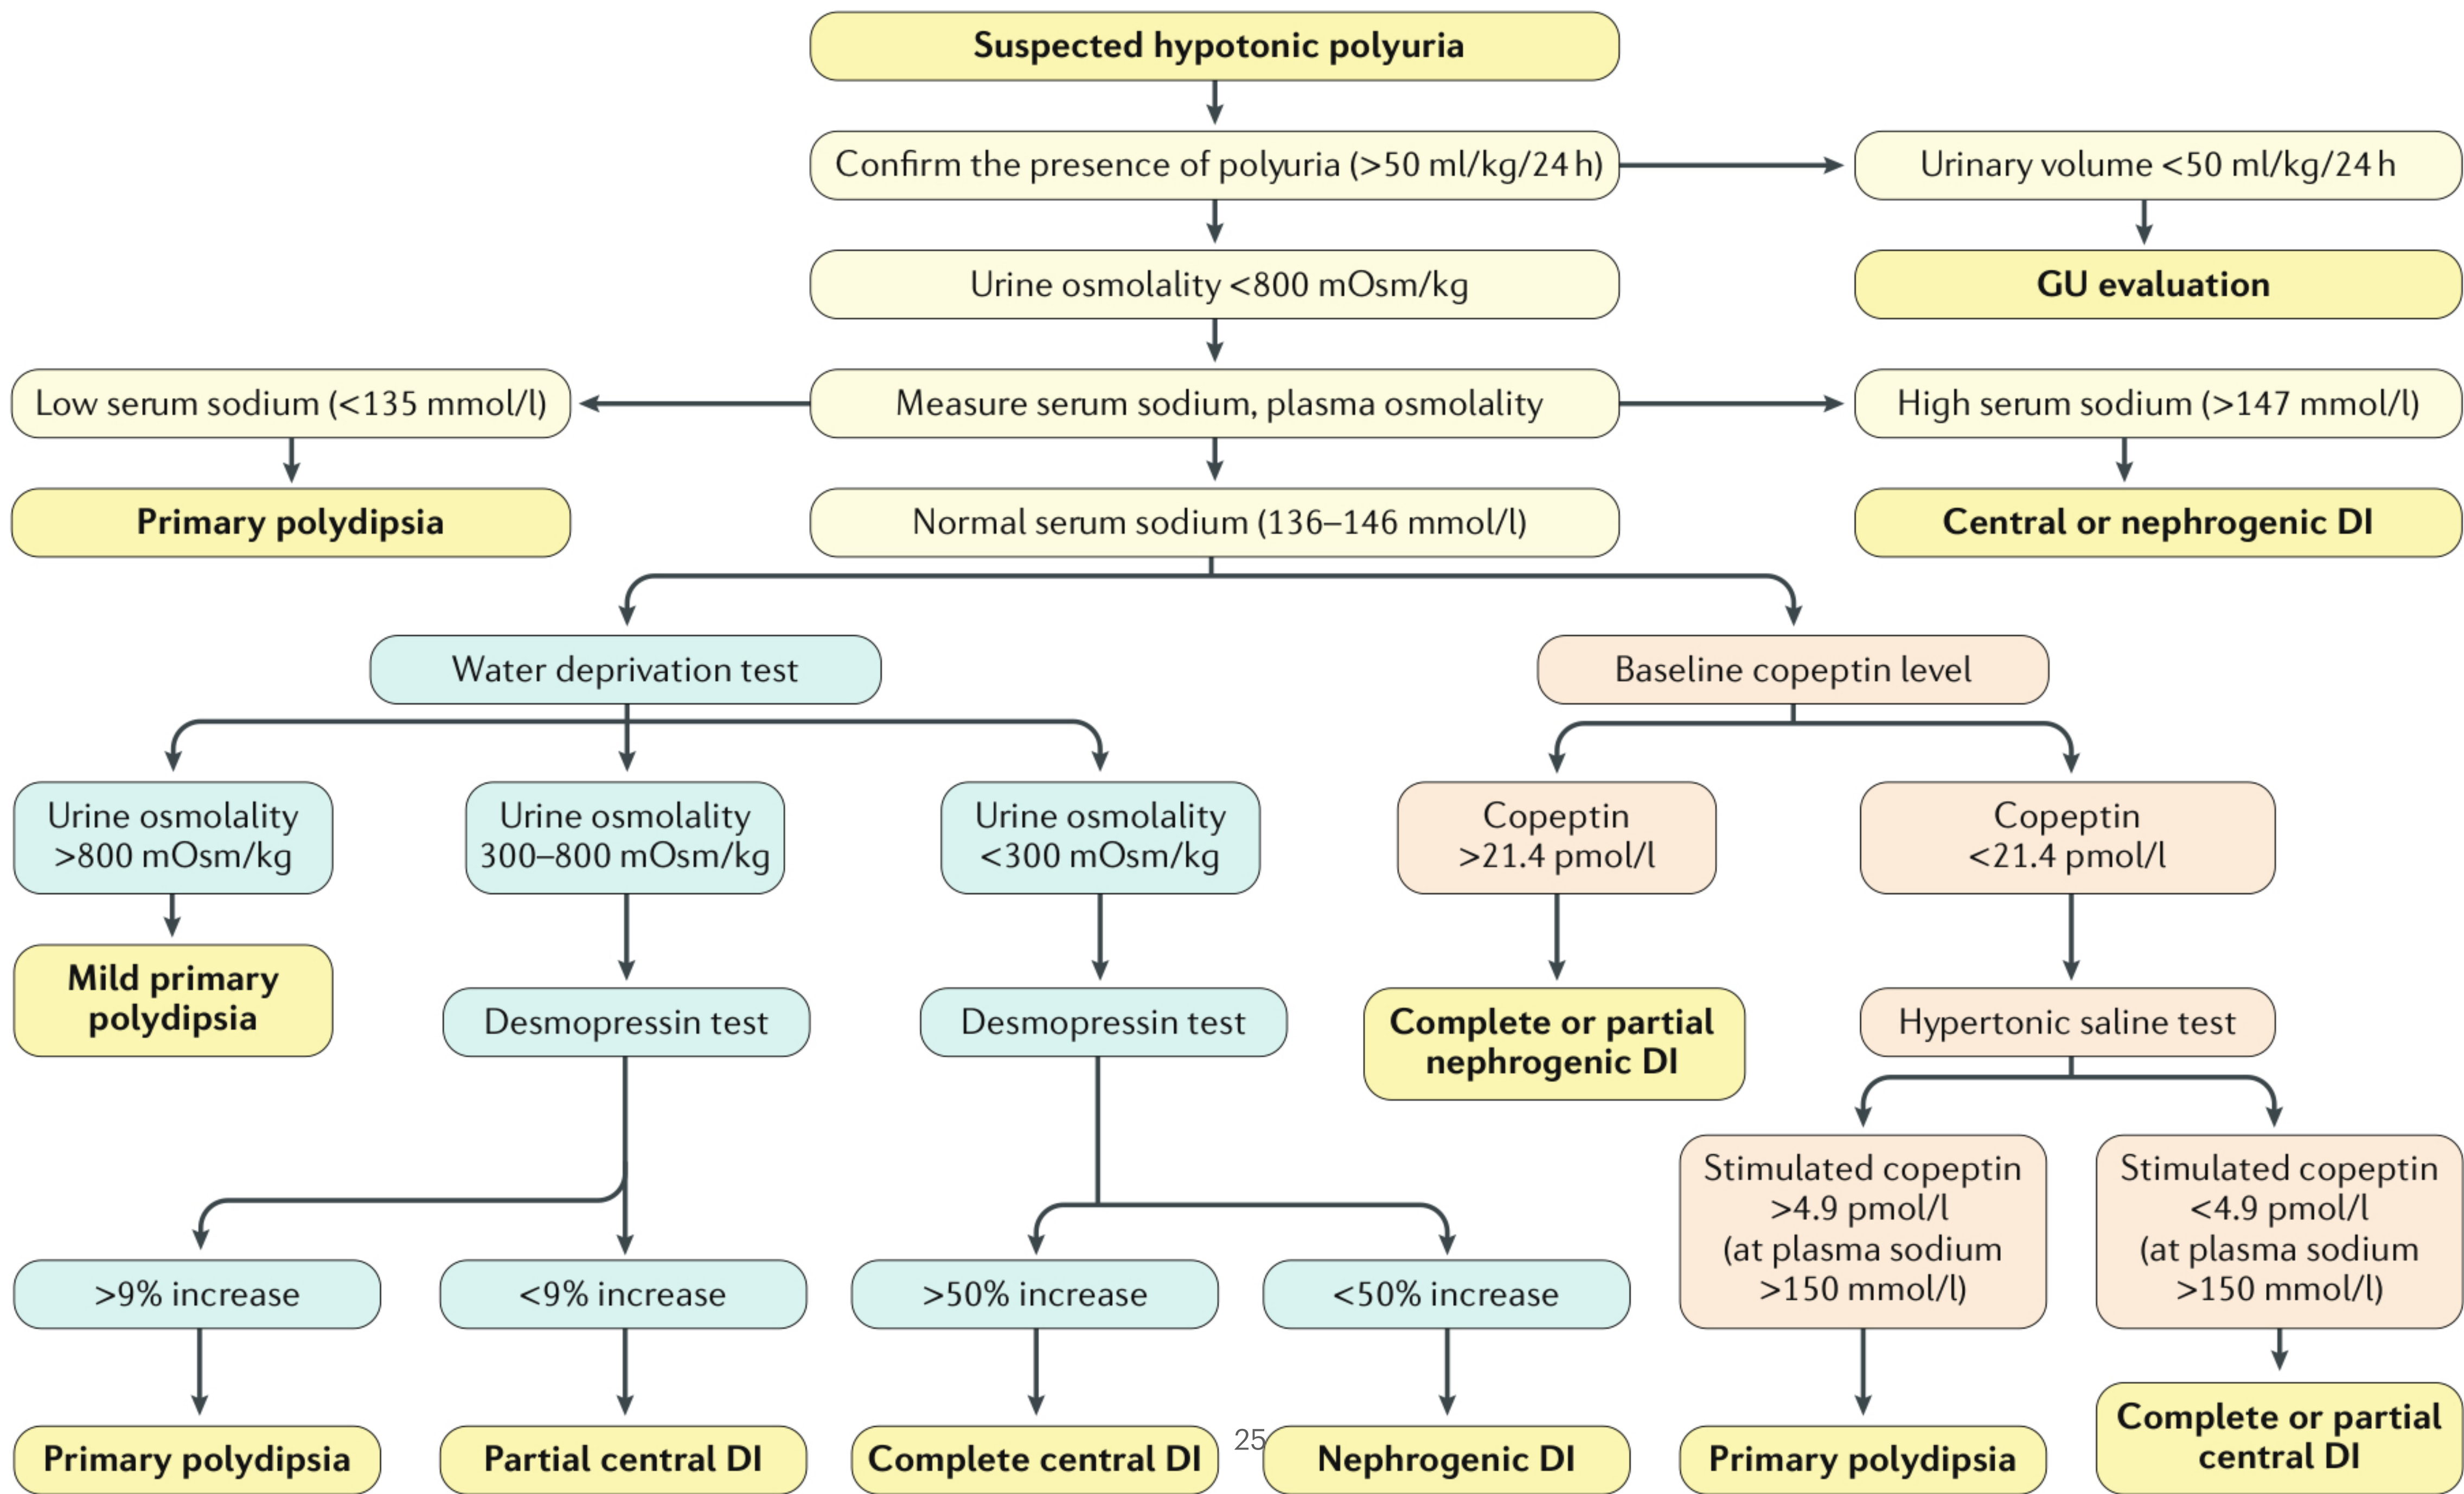 Suspected hypotonic polyuria
Confirm the presence of polyuria (>50 ml/kg/24 h)
Urinary volume <50 ml/kg/24 h
Urine osmolality <800 mOsm/kg
GU evaluation
Low serum sodium (<135 mmol/l)
Measure serum sodium, plasma osmolality
High serum sodium (>147 mmol/l)
Primary polydipsia
Normal serum sodium (136–146 mmol/l)
Central or nephrogenic DI
Water deprivation test
Baseline copeptin level
Urine osmolality
>800 mOsm/kg
Urine osmolality
300–800 mOsm/kg
Urine osmolality
<300 mOsm/kg
Copeptin
>21.4 pmol/l
Copeptin
<21.4 pmol/l
Mild primary
polydipsia
Desmopressin test
Desmopressin test
Complete or partial
nephrogenic DI
Hypertonic saline test
Stimulated copeptin
>4.9 pmol/l
(at plasma sodium
>150 mmol/l)
Stimulated copeptin
<4.9 pmol/l
(at plasma sodium
>150 mmol/l)
>9% increase
<9% increase
>50% increase
<50% increase
Primary polydipsia
Partial central DI
Complete central DI
25
Nephrogenic DI
Primary polydipsia
Complete or partial
central DI